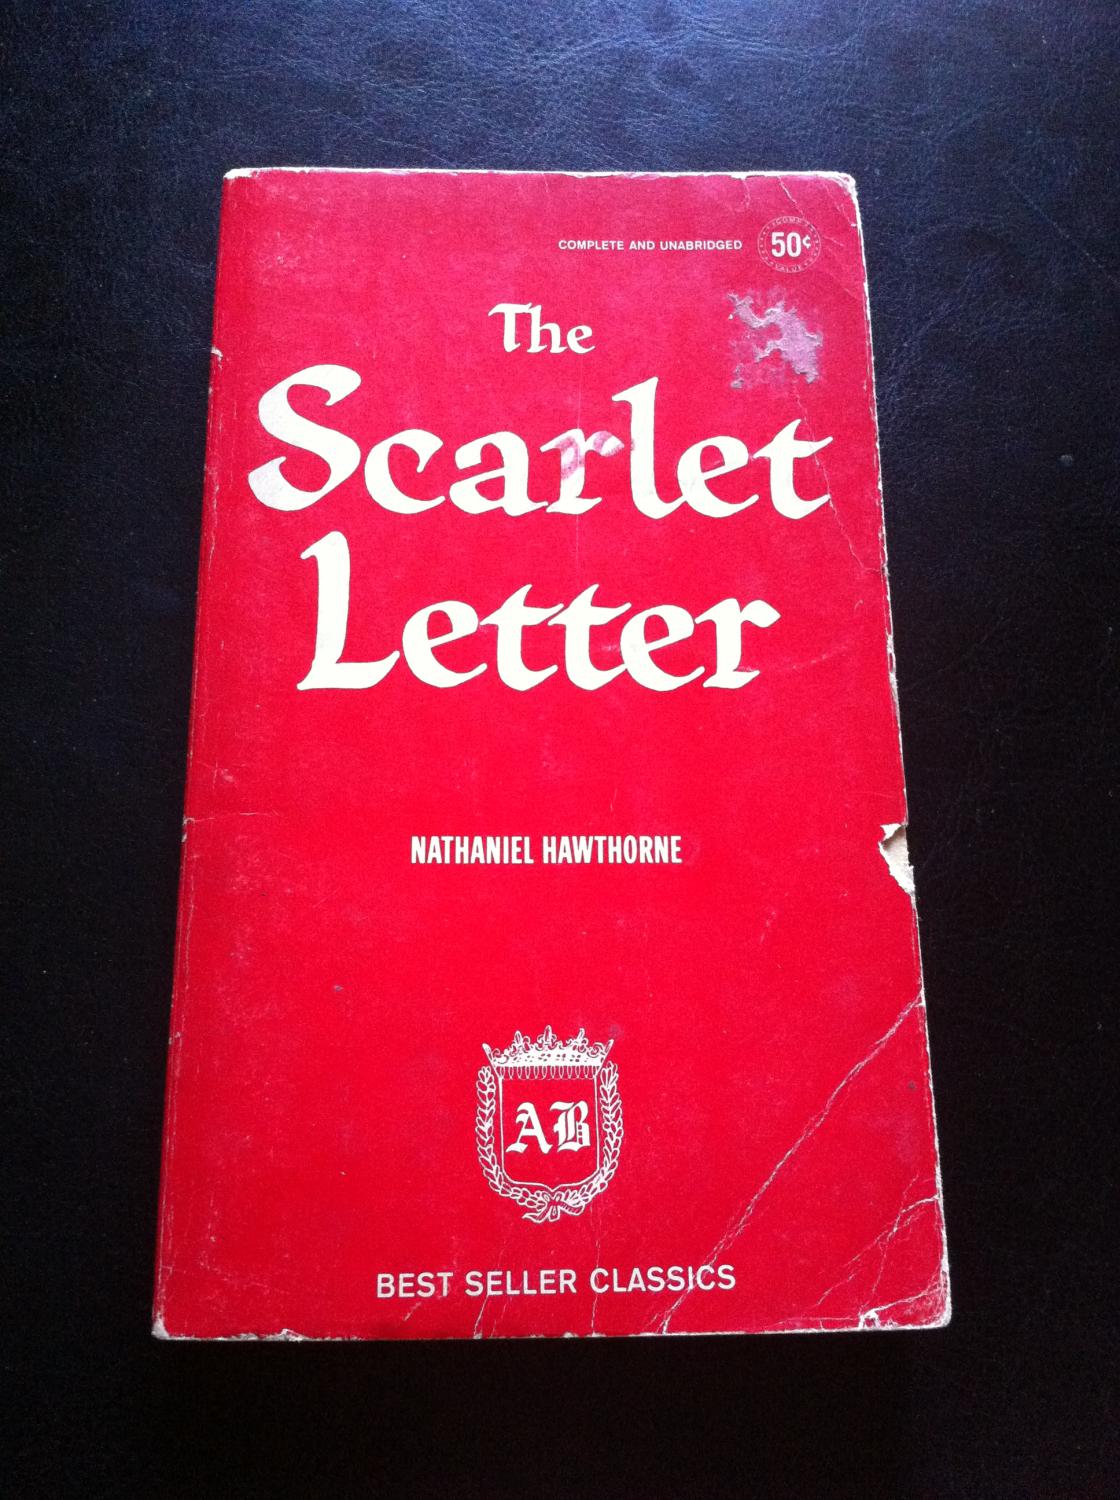 COMPLETE AND UNABRIDGED
50¢
The
Scarlet
Letter
NATHANIEL HAWTHORNE
AB
BEST SELLER CLASSICS